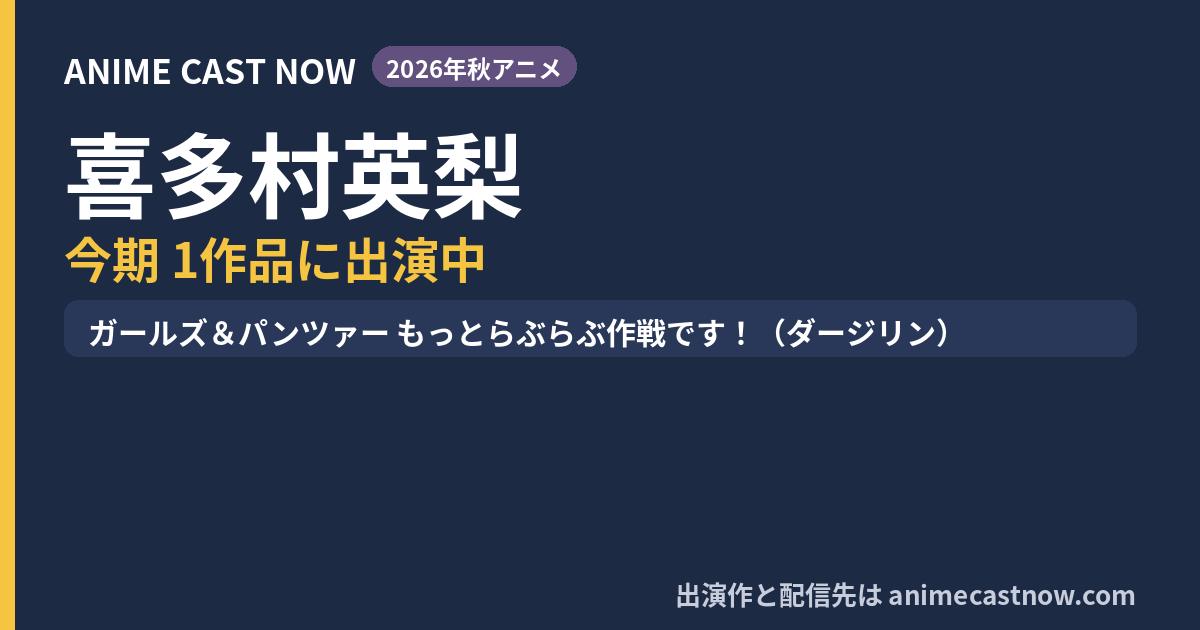 ANIME CAST NOW 2026年秋アニメ
喜多村英梨
今期 1作品に出演中
ガールズ＆パンツァー もっとらぶらぶ作戦です！（ダージリン）
出演作と配信先は animecastnow.com